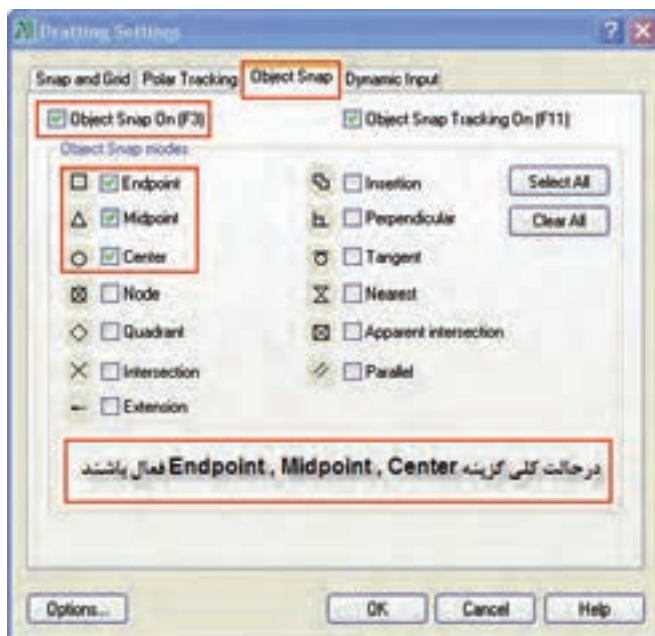 Drafting Settings
Snap and Grid Polar Tracking Object Snap Dynamic Input
Object Snap On (F3) Object Snap Tracking On (F11)
Object Snap modes
Endpoint Insertion Select All
Midpoint Perpendicular Clear All
Center Tangent
Node Nearest
Quadrant Apparent intersection
Intersection Parallel
Extension
درحالت کلی گزینه Endpoint , Midpoint , Center فعال باشند
Options... OK Cancel Help